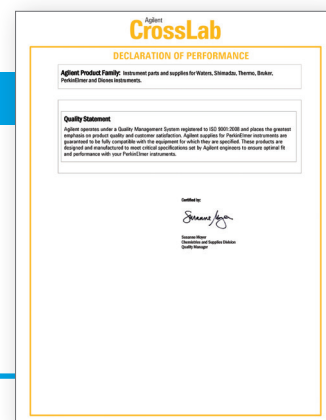 Agilent
CrossLab
DECLARATION OF PERFORMANCE
Agilent Product Family: Instrument parts and supplies for Waters, Shimadzu, Thermo, Bruker,
PerkinElmer and Dionex instruments.
Quality Statement
Agilent operates under a Quality Management System registered to ISO 9001:2008 and places the greatest
emphasis on product quality and customer satisfaction. Agilent supplies for PerkinElmer instruments are
guaranteed to be fully compatible with the equipment for which they are specified. These products are
designed and manufactured to meet critical specifications set by Agilent engineers to ensure optimal fit
and performance with your PerkinElmer instruments.
Certified by:
Susanne Meyer
Chemistries and Supplies Division
Quality Manager